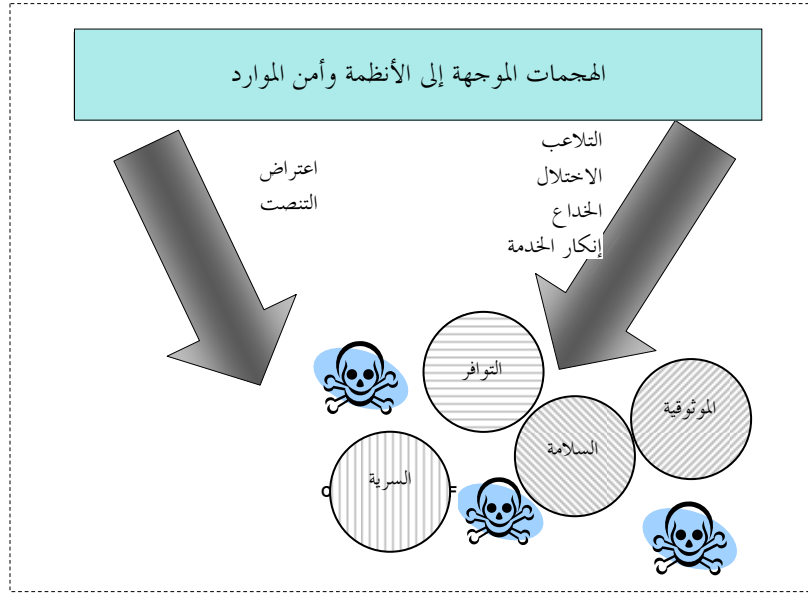 الهجمات الموجهة إلى الأنظمة وأمن الموارد
التلاعب
الاختلال
الخداع
إنكار الخدمة
اعتراض
التنصت
التوافر
الموثوقية
السلامة
السرية